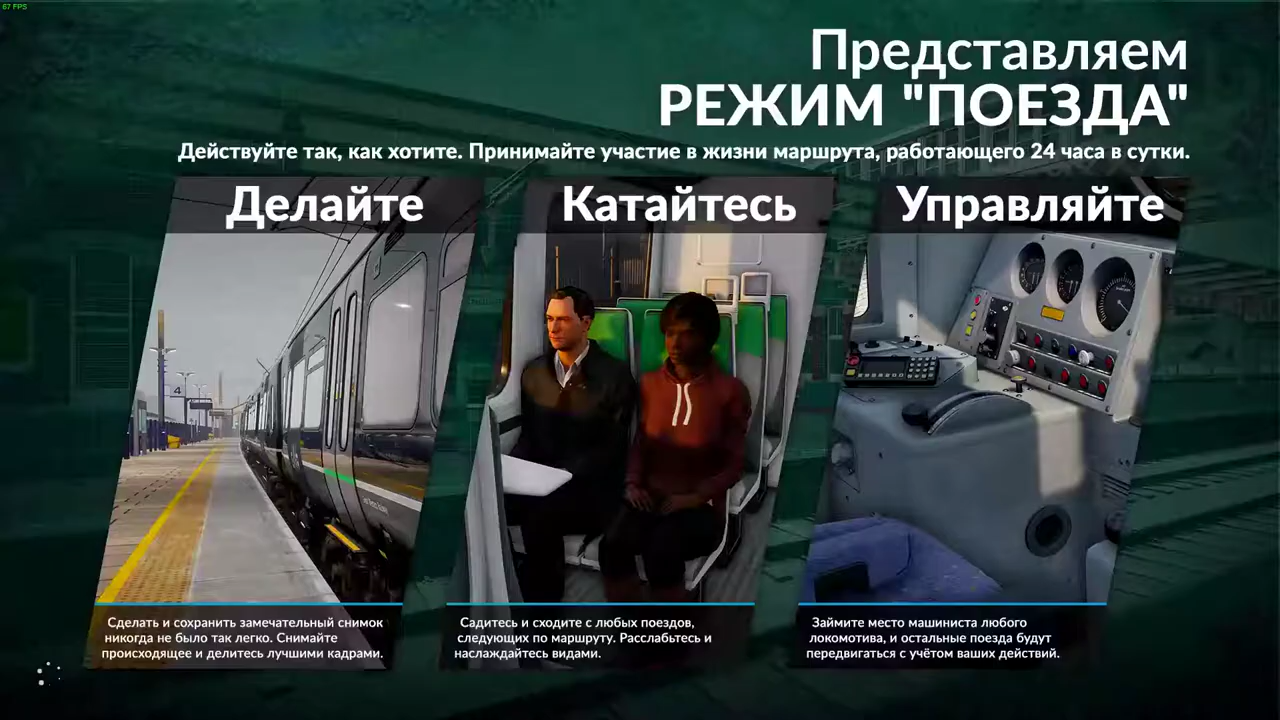 67 FPS
Представляем
РЕЖИМ "ПОЕЗДА"
Действуйте так, как хотите. Принимайте участие в жизни маршрута, работающего 24 часа в сутки.
Делайте
Катайтесь
Управляйте
4
Сделать и сохранить замечательный снимок
никогда не было так легко. Снимайте
происходящее и делитесь лучшими кадрами.
Садитесь и сходите с любых поездов,
следующих по маршруту. Расслабьтесь и
наслаждайтесь видами.
Займите место машиниста любого
локомотива, и остальные поезда будут
передвигаться с учётом ваших действий.